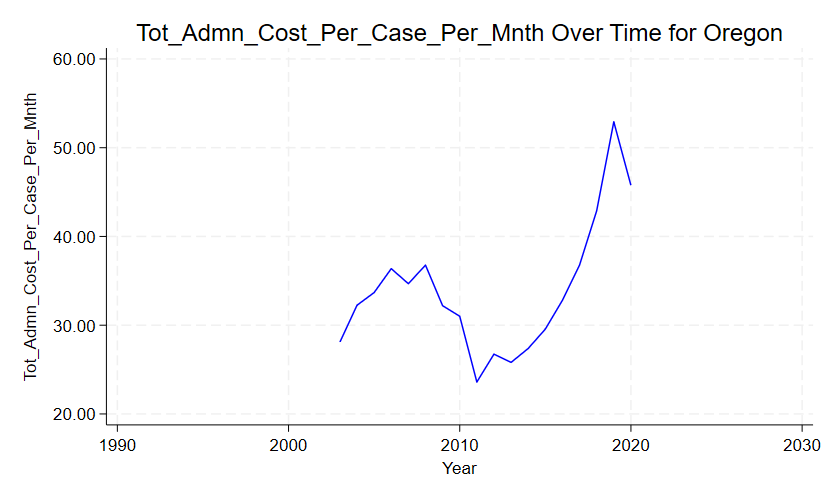 Tot_Admn_Cost_Per_Case_Per_Mnth Over Time for Oregon
Tot_Admn_Cost_Per_Case_Per_Mnth
60.00
50.00
40.00
30.00
20.00
1990 2000 2010 2020 2030
Year